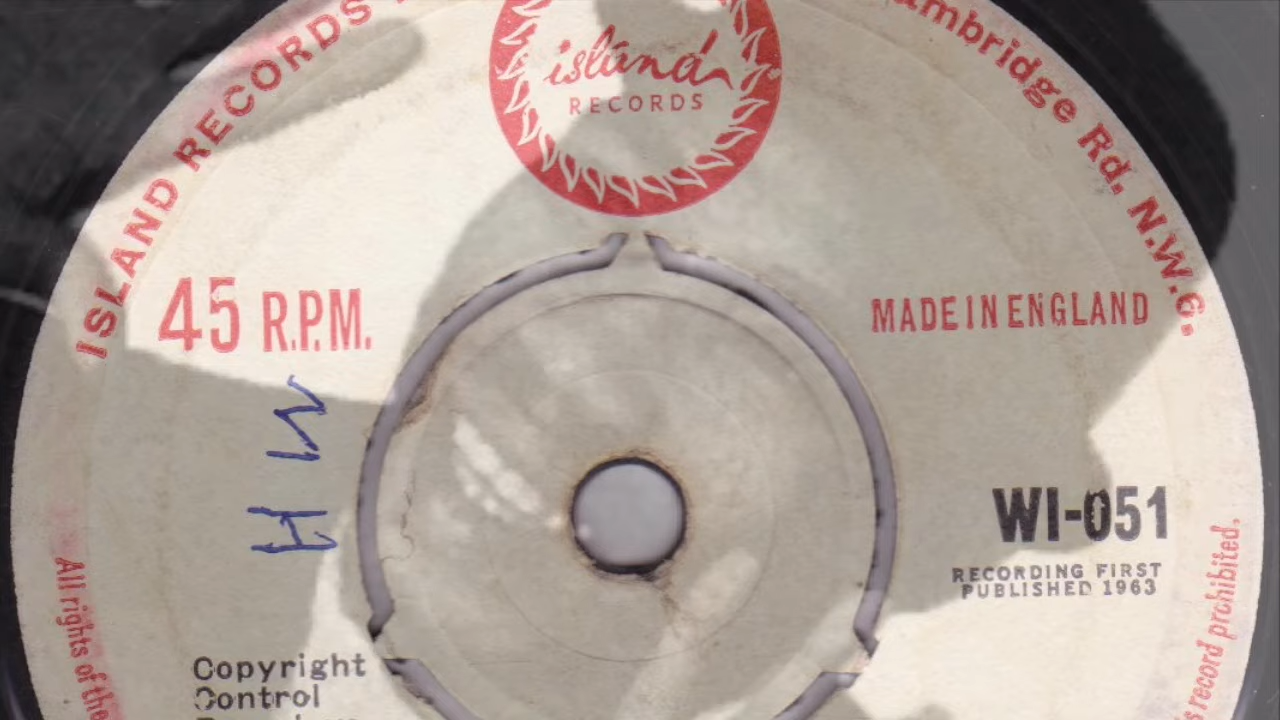 ISLAND RECORDS
island
RECORDS
ambridge Rd. N.W.6.
45 R.P.M.
MADE IN ENGLAND
WI-051
RECORDING FIRST
PUBLISHED 1963
All rights of the
record prohibited.
Copyright
Control